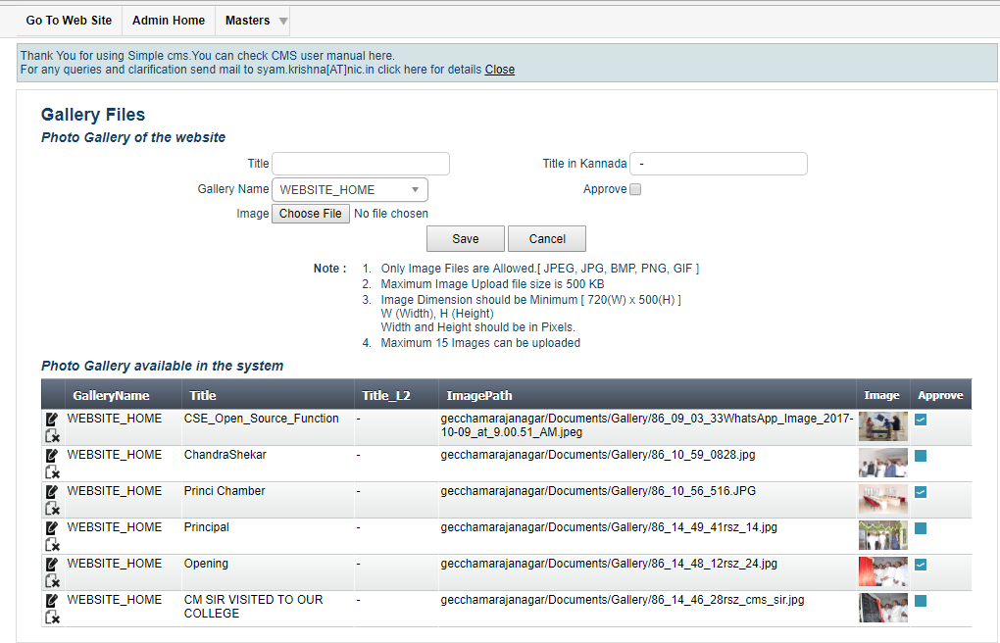 Go To Web Site Admin Home Masters
Thank You for using Simple cms.You can check CMS user manual here.
For any queries and clarification send mail to syam.krishna[AT]nic.in click here for details Close
Gallery Files
Photo Gallery of the website
Title Title in Kannada -
Gallery Name WEBSITE_HOME Approve
Image Choose File No file chosen
Save Cancel
Note : 1. Only Image Files are Allowed.[ JPEG, JPG, BMP, PNG, GIF ]
2. Maximum Image Upload file size is 500 KB
3. Image Dimension should be Minimum [ 720(W) x 500(H) ]
W (Width), H (Height)
Width and Height should be in Pixels.
4. Maximum 15 Images can be uploaded
Photo Gallery available in the system
GalleryName Title Title_L2 ImagePath Image Approve
WEBSITE_HOME CSE_Open_Source_Function - gecchamarajanagar/Documents/Gallery/86_09_03_33WhatsApp_Image_2017-
10-09_at_9.00.51_AM.jpeg
WEBSITE_HOME ChandraShekar - gecchamarajanagar/Documents/Gallery/86_10_59_0828.jpg
WEBSITE_HOME Princi Chamber - gecchamarajanagar/Documents/Gallery/86_10_56_516.JPG
WEBSITE_HOME Principal - gecchamarajanagar/Documents/Gallery/86_14_49_41rsz_14.jpg
WEBSITE_HOME Opening - gecchamarajanagar/Documents/Gallery/86_14_48_12rsz_24.jpg
WEBSITE_HOME CM SIR VISITED TO OUR - gecchamarajanagar/Documents/Gallery/86_14_46_28rsz_cms_sir.jpg
COLLEGE